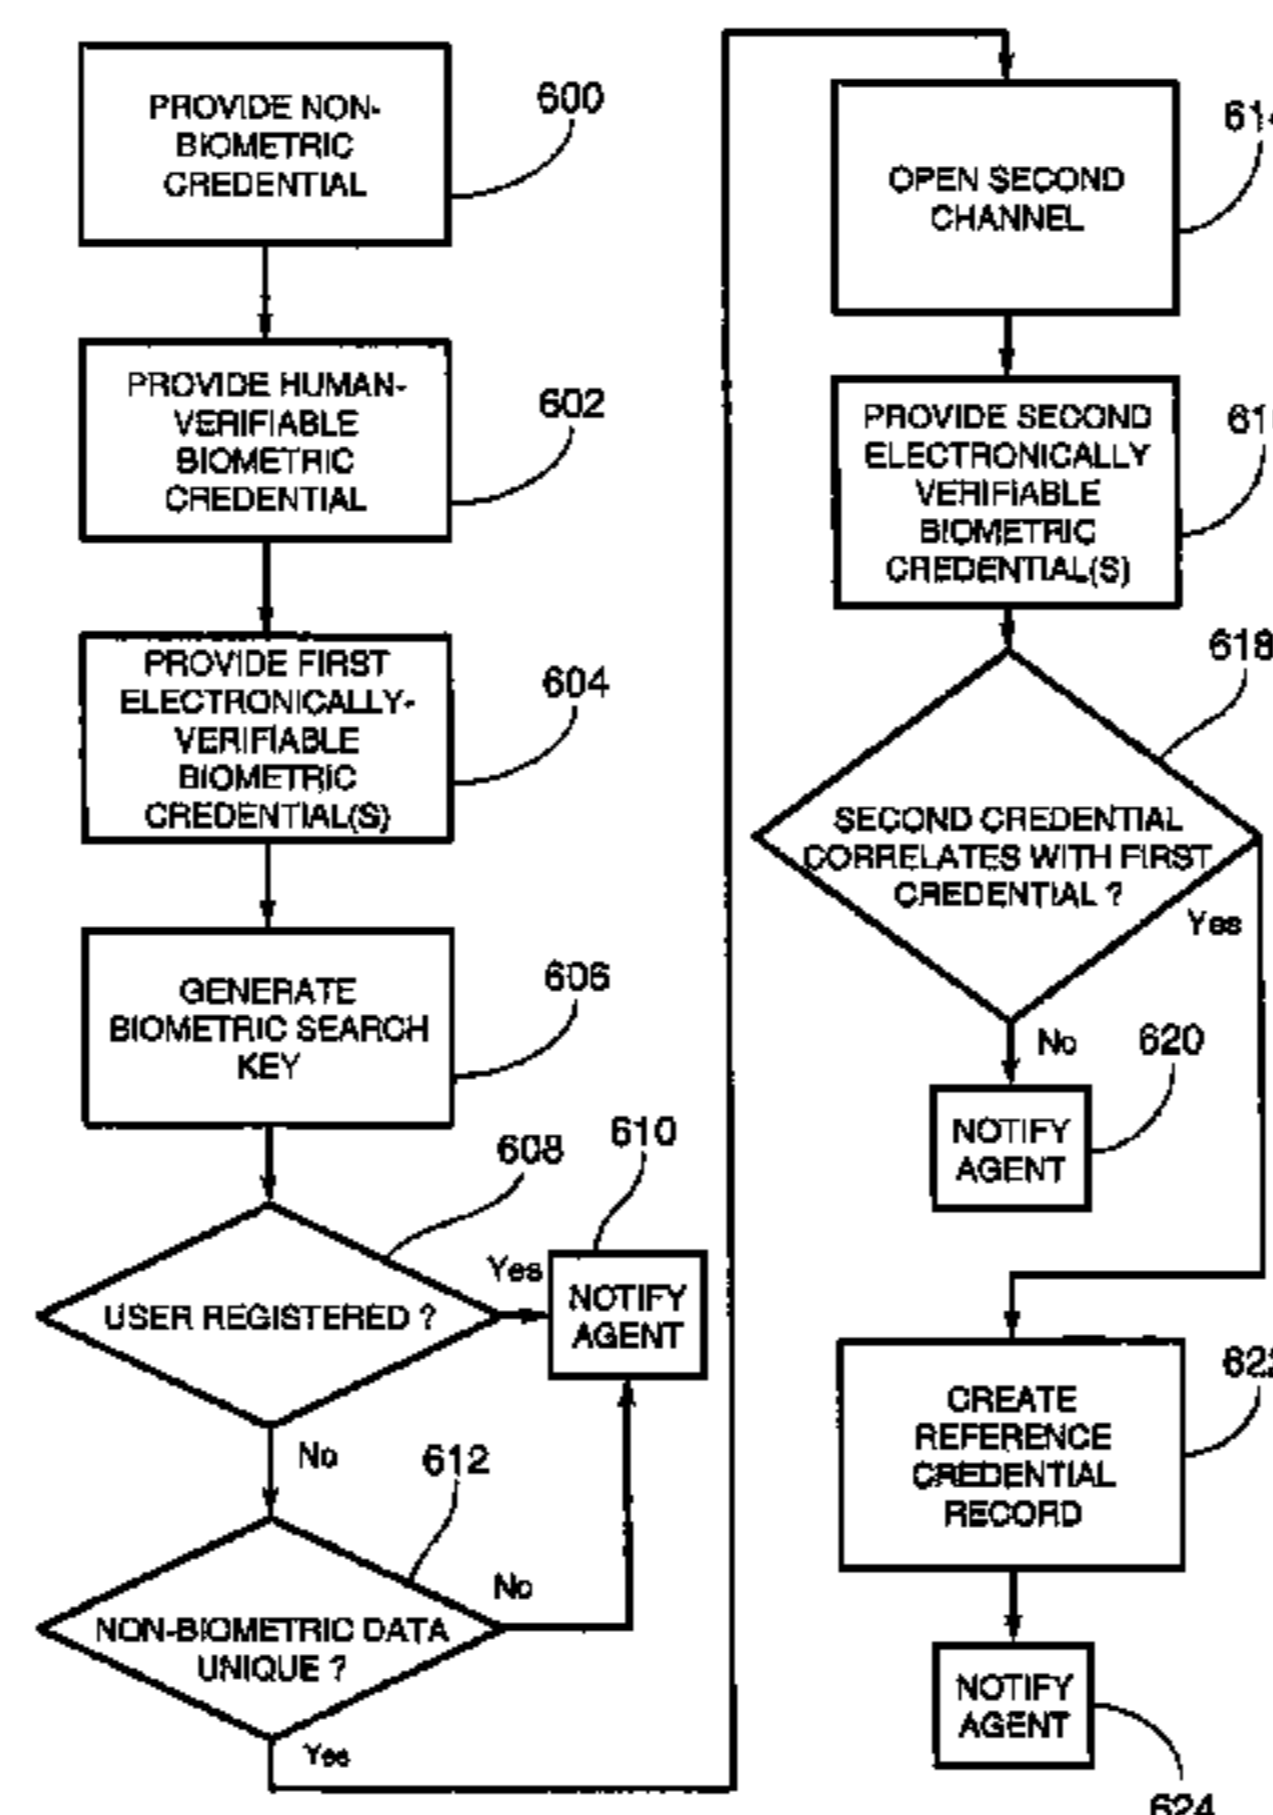 PROVIDE NON-
BIOMETRIC
CREDENTIAL
600
PROVIDE HUMAN-
VERIFIABLE
BIOMETRIC
CREDENTIAL
602
PROVIDE FIRST
ELECTRONICALLY-
VERIFIABLE
BIOMETRIC
CREDENTIAL(S)
604
GENERATE
BIOMETRIC SEARCH
KEY
606
USER REGISTERED ?
608
Yes
NOTIFY
AGENT
610
No
NON-BIOMETRIC DATA
UNIQUE ?
612
No
Yes
OPEN SECOND
CHANNEL
614
PROVIDE SECOND
ELECTRONICALLY
VERIFIABLE
BIOMETRIC
CREDENTIAL(S)
SECOND CREDENTIAL
CORRELATES WITH FIRST
CREDENTIAL ?
618
Yes
No
NOTIFY
AGENT
620
CREATE
REFERENCE
CREDENTIAL
RECORD
622
NOTIFY
AGENT
624